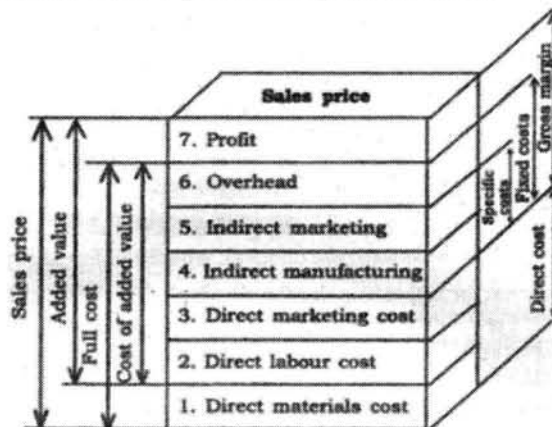 Sales price
7. Profit
6. Overhead
5. Indirect marketing
4. Indirect manufacturing
3. Direct marketing cost
2. Direct labour cost
1. Direct materials cost
Sales price
Added value
Full cost
Cost of added value
Specific
costs
Fixed costs
Gross margin
Direct cost